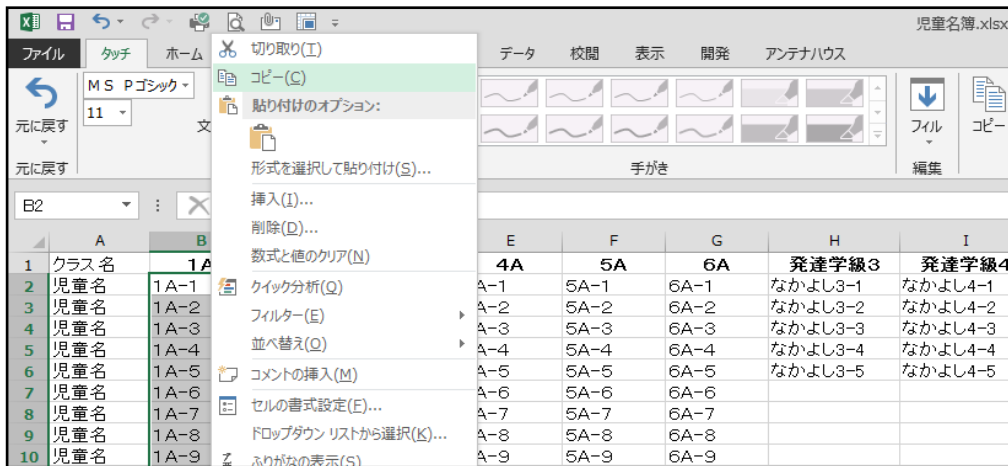 児童名簿.xlsx
ファイル タッチ ホーム データ 校閲 表示 開発 アンテナハウス
元に戻す
元に戻す
MS Pゴシック
11
文
手がき
フィル
編集
コピー
B2
切り取り(T)
コピー(C)
貼り付けのオプション:
形式を選択して貼り付け(S)...
挿入(I)...
削除(D)...
数式と値のクリア(N)
クイック分析(Q)
フィルター(E)
並べ替え(O)
コメントの挿入(M)
セルの書式設定(F)...
ドロップダウン リストから選択(K)...
ふりがなの表示(S)
A B E F G H I
1 クラス名 1A 4A 5A 6A 発達学級3 発達学級4
2 児童名 1A-1 A-1 5A-1 6A-1 なかよし3-1 なかよし4-1
3 児童名 1A-2 A-2 5A-2 6A-2 なかよし3-2 なかよし4-2
4 児童名 1A-3 A-3 5A-3 6A-3 なかよし3-3 なかよし4-3
5 児童名 1A-4 A-4 5A-4 6A-4 なかよし3-4 なかよし4-4
6 児童名 1A-5 A-5 5A-5 6A-5 なかよし3-5 なかよし4-5
7 児童名 1A-6 A-6 5A-6 6A-6
8 児童名 1A-7 A-7 5A-7 6A-7
9 児童名 1A-8 A-8 5A-8 6A-8
10 児童名 1A-9 A-9 5A-9 6A-9